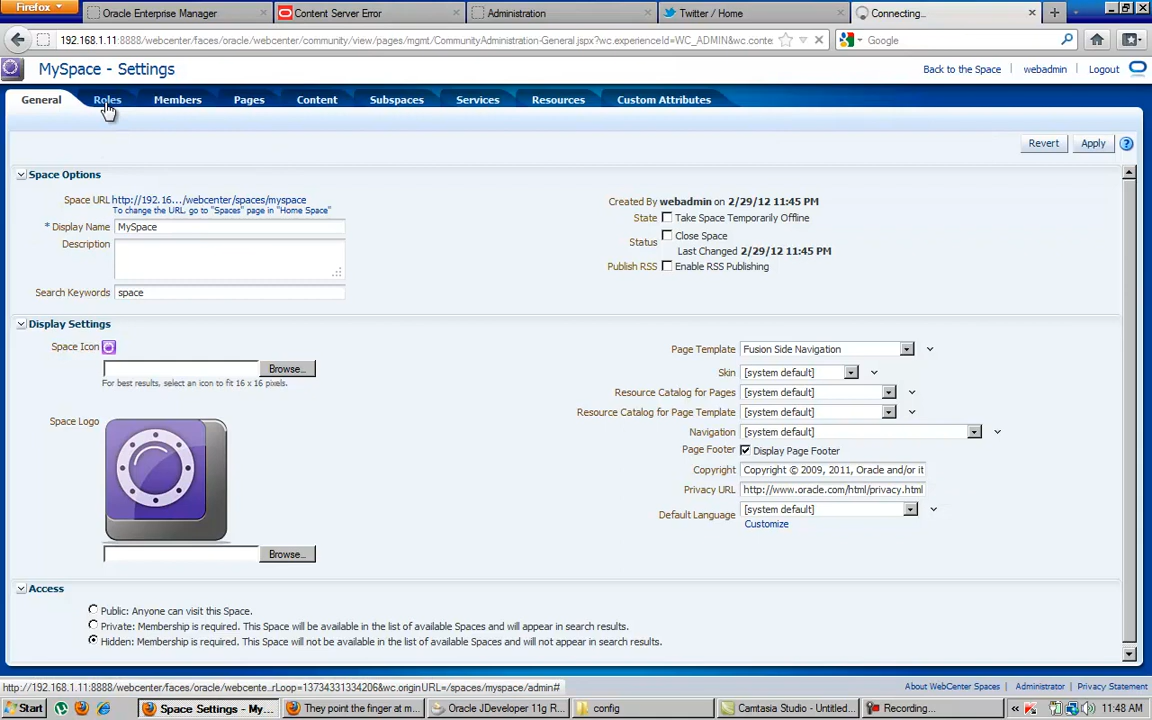 Firefox
Oracle Enterprise Manager
Content Server Error
Administration
Twitter / Home
Connecting...
192.168.1.11:8888/webcenter/faces/oracle/webcenter/community/view/pages/mgmt/CommunityAdministration-General.jspx?wc.experienceId=WC_ADMIN&wc.conte
Google
MySpace - Settings
Back to the Space
webadmin
Logout
General
Roles
Members
Pages
Content
Subspaces
Services
Resources
Custom Attributes
Revert
Apply
Space Options
Space URL http://192.16.../webcenter/spaces/myspace
To change the URL, go to "Spaces" page in "Home Space"
* Display Name MySpace
Description
Search Keywords space
Created By webadmin on 2/29/12 11:45 PM
State Take Space Temporarily Offline
Status Close Space
Last Changed 2/29/12 11:45 PM
Publish RSS Enable RSS Publishing
Display Settings
Space Icon
Browse...
For best results, select an icon to fit 16 x 16 pixels.
Space Logo
Browse...
Page Template Fusion Side Navigation
Skin [system default]
Resource Catalog for Pages [system default]
Resource Catalog for Page Template [system default]
Navigation [system default]
Page Footer Display Page Footer
Copyright Copyright © 2009, 2011, Oracle and/or it
Privacy URL http://www.oracle.com/html/privacy.html
Default Language [system default]
Customize
Access
Public: Anyone can visit this Space.
Private: Membership is required. This Space will be available in the list of available Spaces and will appear in search results.
Hidden: Membership is required. This Space will not be available in the list of available Spaces and will not appear in search results.
http://192.168.1.11:8888/webcenter/faces/oracle/webcente...rLoop=13734331334206&wc.originURL=/spaces/myspace/admin#
About WebCenter Spaces
Administrator
Privacy Statement
Start
Space Settings - My...
They point the finger at m...
Oracle JDeveloper 11g R...
config
Camtasia Studio - Untitled...
Recording...
11:48 AM